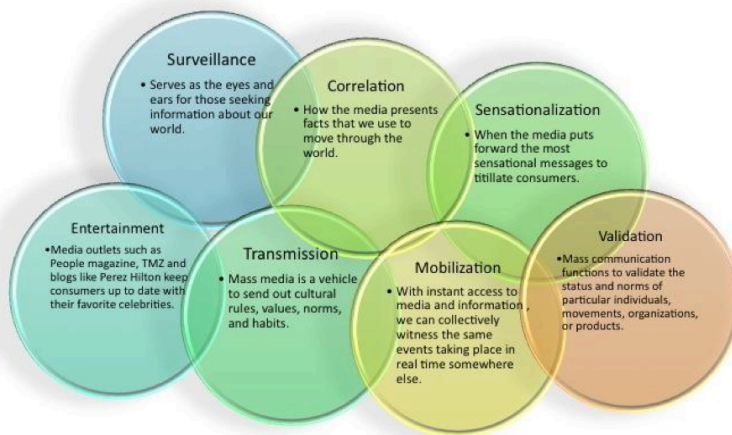 Surveillance
• Serves as the eyes and
ears for those seeking
information about our
world.
Correlation
• How the media presents
facts that we use to
move through the
world.
Sensationalization
• When the media puts
forward the most
sensational messages to
titillate consumers.
Entertainment
•Media outlets such as
People magazine, TMZ and
blogs like Perez Hilton keep
consumers up to date with
their favorite celebrities.
Transmission
• Mass media is a vehicle
to send out cultural
rules, values, norms,
and habits.
Mobilization
• With instant access to
media and information ,
we can collectively
witness the same
events taking place in
real time somewhere
else.
Validation
•Mass communication
functions to validate the
status and norms of
particular individuals,
movements, organizations,
or products.